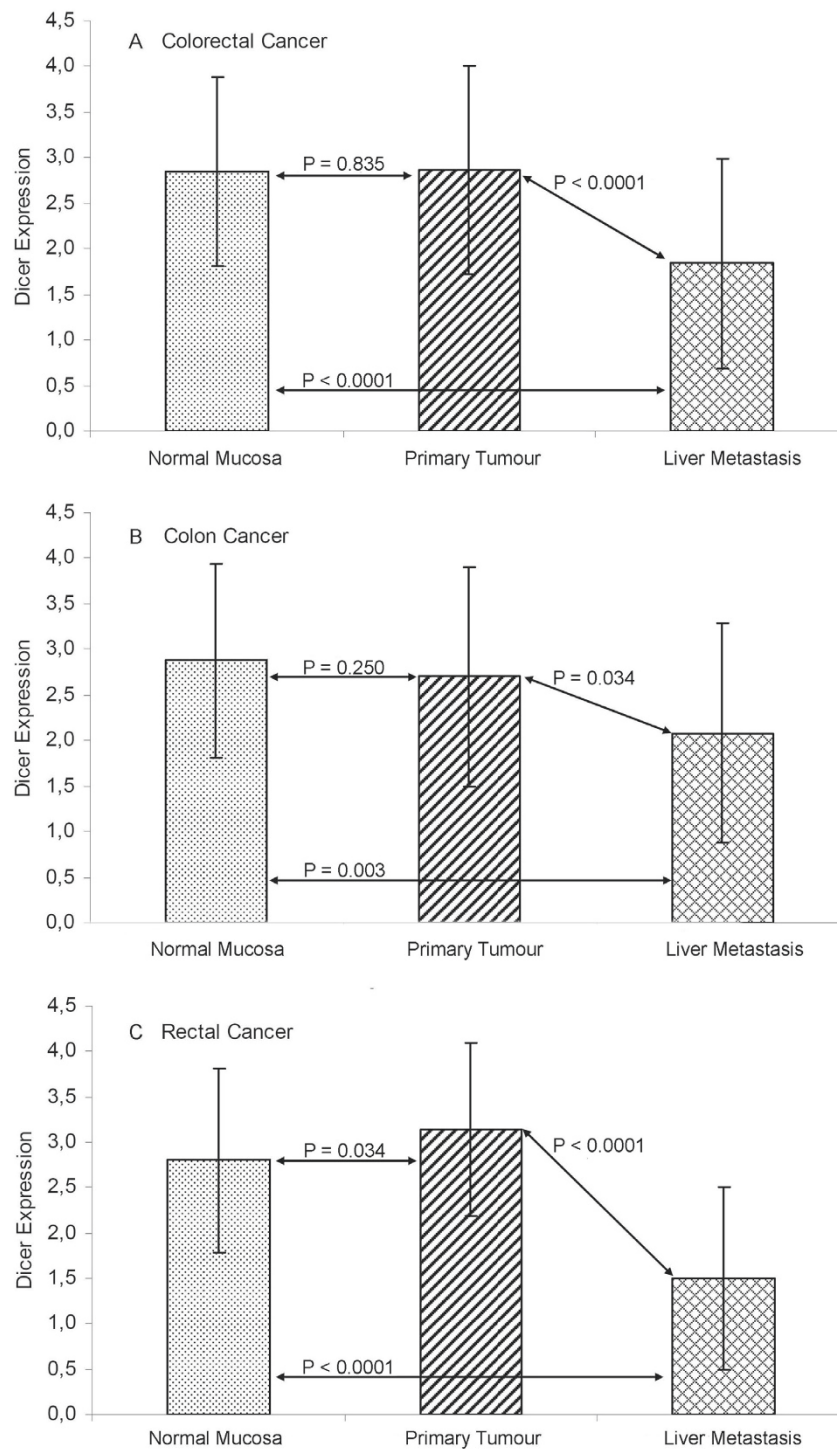 A Colorectal Cancer
Dicer Expression
4,5
4,0
3,5
3,0
2,5
2,0
1,5
1,0
0,5
0,0
P = 0.835
P < 0.0001
P < 0.0001
Normal Mucosa Primary Tumour Liver Metastasis
B Colon Cancer
Dicer Expression
4,5
4,0
3,5
3,0
2,5
2,0
1,5
1,0
0,5
0,0
P = 0.250
P = 0.034
P = 0.003
Normal Mucosa Primary Tumour Liver Metastasis
C Rectal Cancer
Dicer Expression
4,5
4,0
3,5
3,0
2,5
2,0
1,5
1,0
0,5
0,0
P = 0.034
P < 0.0001
P < 0.0001
Normal Mucosa Primary Tumour Liver Metastasis